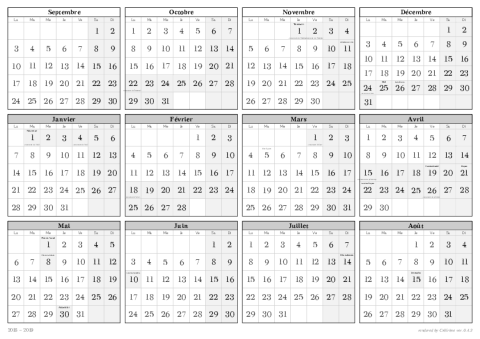 Septembre
Lu Ma Me Je Ve Sa Di
1 2
3 4 5 6 7 8 9
10 11 12 13 14 15 16
17 18 19 20 21 22 23
24 25 26 27 28 29 30
Octobre
Lu Ma Me Je Ve Sa Di
1 2 3 4 5 6 7
8 9 10 11 12 13 14
15 16 17 18 19 20 21
22 23 24 25 26 27 28
29 30 31
Novembre
Lu Ma Me Je Ve Sa Di
1 2 3 4
5 6 7 8 9 10 11
12 13 14 15 16 17 18
19 20 21 22 23 24 25
26 27 28 29 30
Décembre
Lu Ma Me Je Ve Sa Di
1 2
3 4 5 6 7 8 9
10 11 12 13 14 15 16
17 18 19 20 21 22 23
24 25 26 27 28 29 30
31
Janvier
Lu Ma Me Je Ve Sa Di
1 2 3 4 5 6
7 8 9 10 11 12 13
14 15 16 17 18 19 20
21 22 23 24 25 26 27
28 29 30 31
Février
Lu Ma Me Je Ve Sa Di
1 2 3
4 5 6 7 8 9 10
11 12 13 14 15 16 17
18 19 20 21 22 23 24
25 26 27 28
Mars
Lu Ma Me Je Ve Sa Di
1 2 3
4 5 6 7 8 9 10
11 12 13 14 15 16 17
18 19 20 21 22 23 24
25 26 27 28 29 30 31
Avril
Lu Ma Me Je Ve Sa Di
1 2 3 4 5 6 7
8 9 10 11 12 13 14
15 16 17 18 19 20 21
22 23 24 25 26 27 28
29 30
Mai
Lu Ma Me Je Ve Sa Di
1 2 3 4 5
6 7 8 9 10 11 12
13 14 15 16 17 18 19
20 21 22 23 24 25 26
27 28 29 30 31
Juin
Lu Ma Me Je Ve Sa Di
1 2
3 4 5 6 7 8 9
10 11 12 13 14 15 16
17 18 19 20 21 22 23
24 25 26 27 28 29 30
Juillet
Lu Ma Me Je Ve Sa Di
1 2 3 4 5 6 7
8 9 10 11 12 13 14
15 16 17 18 19 20 21
22 23 24 25 26 27 28
29 30 31
Août
Lu Ma Me Je Ve Sa Di
1 2 3 4
5 6 7 8 9 10 11
12 13 14 15 16 17 18
19 20 21 22 23 24 25
26 27 28 29 30 31
2018 – 2019